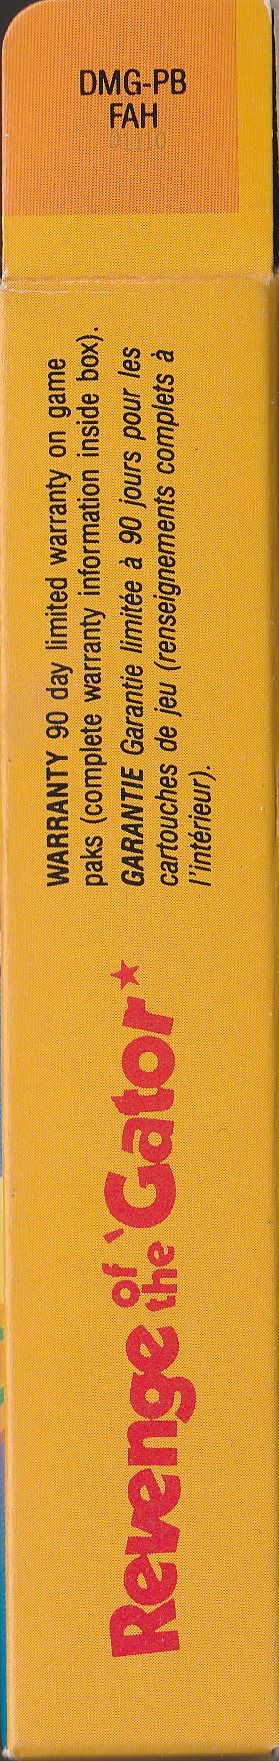 DMG-PB
FAH
01110
WARRANTY 90 day limited warranty on game
paks (complete warranty information inside box).
GARANTIE Garantie limitée à 90 jours pour les
cartouches de jeu (renseignements complets à
l'intérieur).
Revenge of the 'Gator★